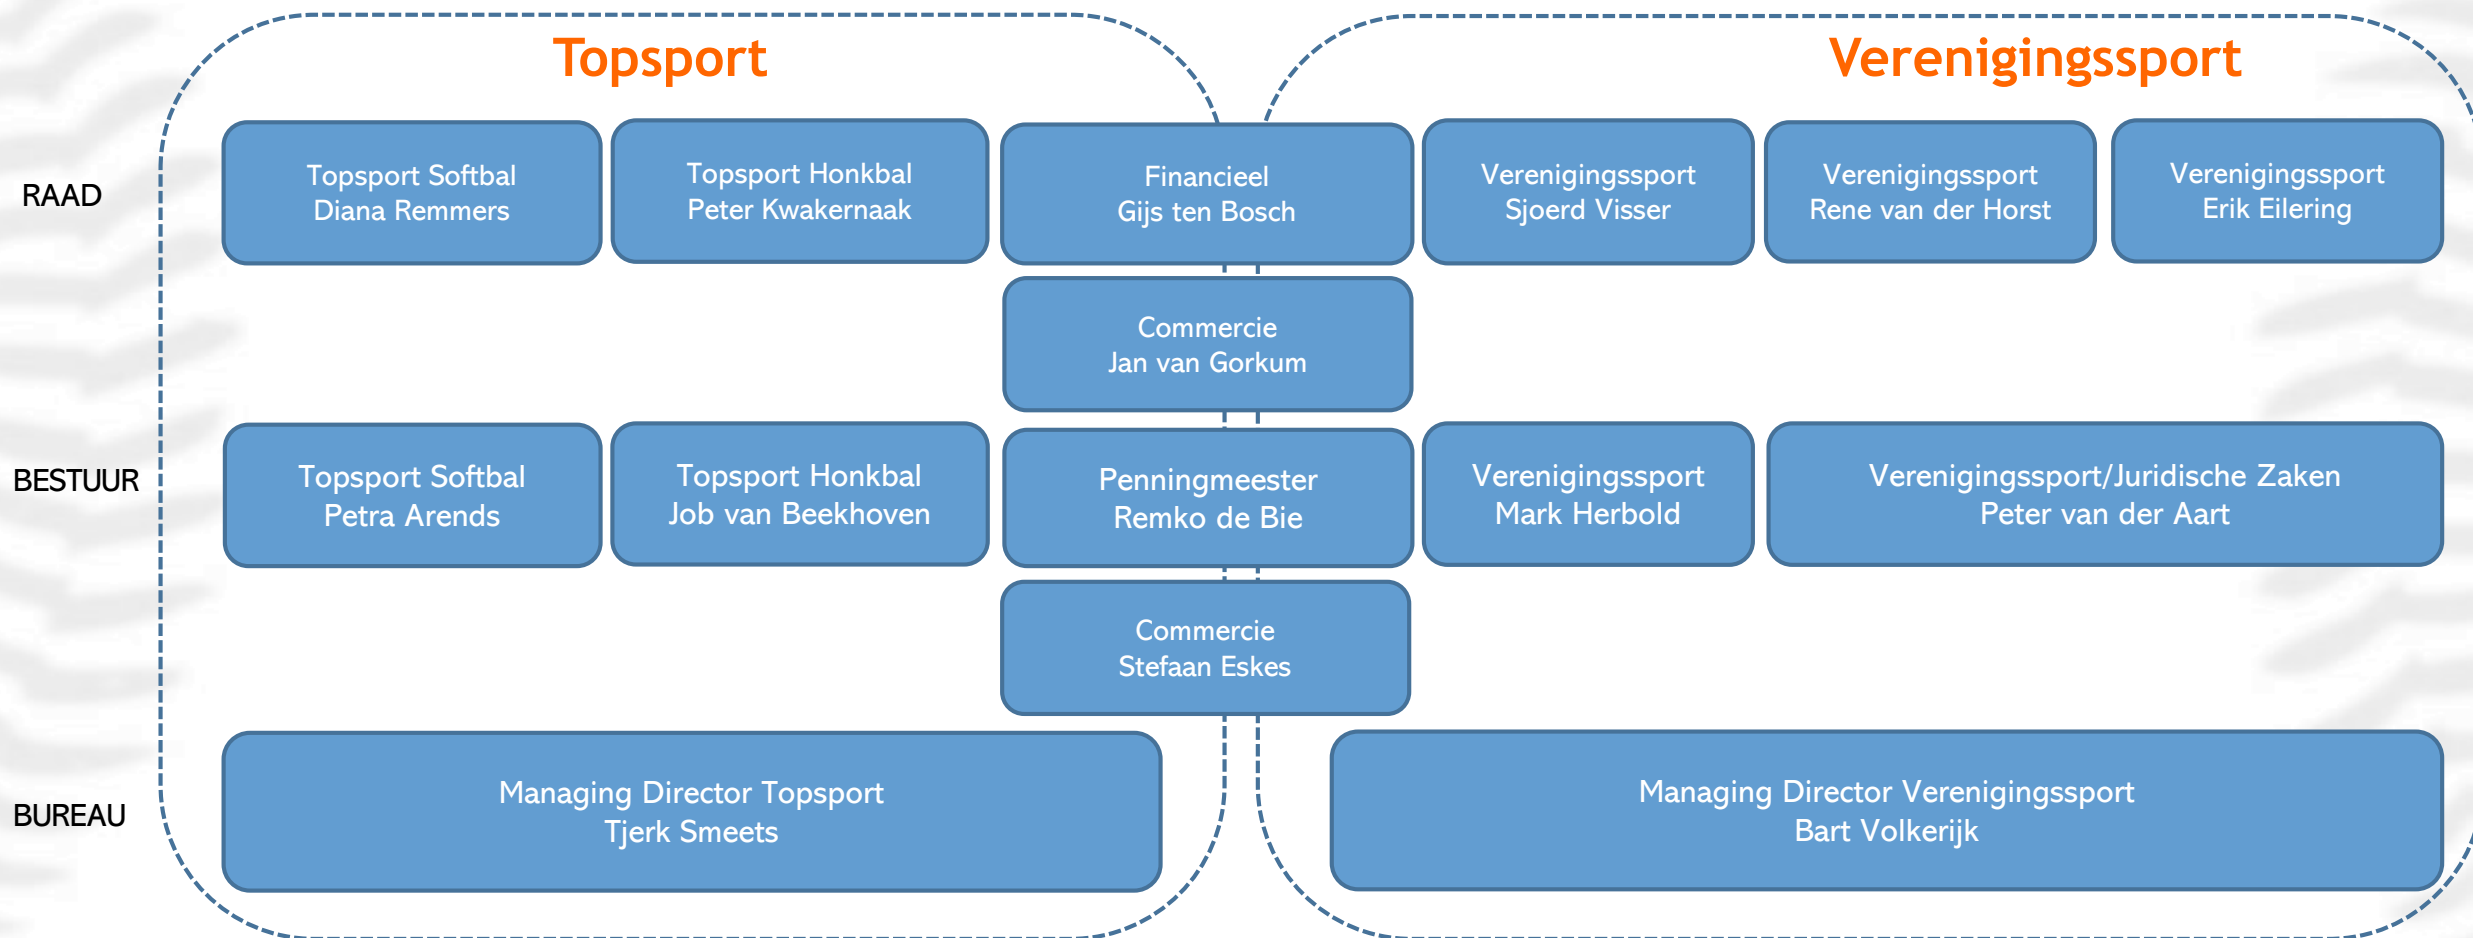 Topsport
Verenigingssport
RAAD
Topsport Softbal
Diana Remmers
Topsport Honkbal
Peter Kwakernaak
Financieel
Gijs ten Bosch
Verenigingssport
Sjoerd Visser
Verenigingssport
Rene van der Horst
Verenigingssport
Erik Eilering
Commercie
Jan van Gorkum
BESTUUR
Topsport Softbal
Petra Arends
Topsport Honkbal
Job van Beekhoven
Penningmeester
Remko de Bie
Verenigingssport
Mark Herbold
Verenigingssport/Juridische Zaken
Peter van der Aart
Commercie
Stefaan Eskes
BUREAU
Managing Director Topsport
Tjerk Smeets
Managing Director Verenigingssport
Bart Volkerijk